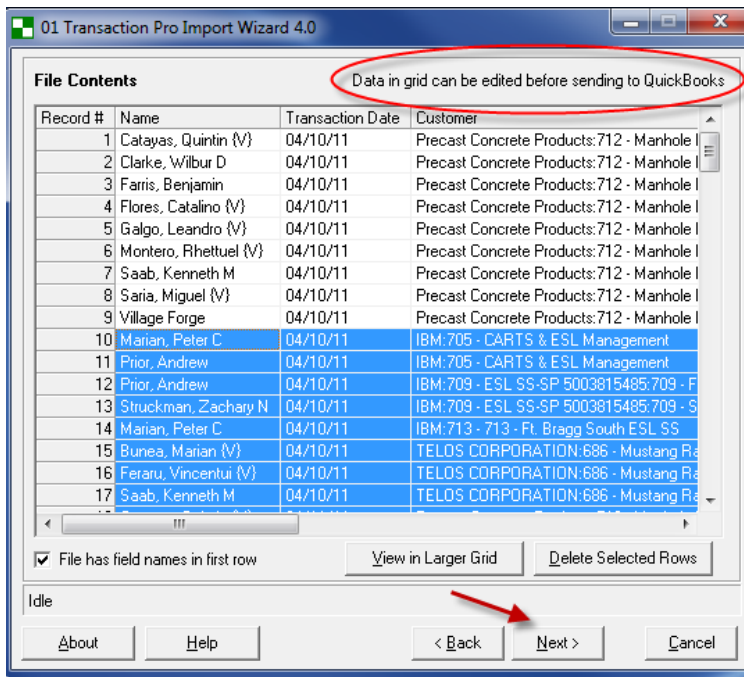 01 Transaction Pro Import Wizard 4.0
File Contents Data in grid can be edited before sending to QuickBooks
Record # Name Transaction Date Customer
1 Catayas, Quintin {V} 04/10/11 Precast Concrete Products:712 - Manhole
2 Clarke, Wilbur D 04/10/11 Precast Concrete Products:712 - Manhole
3 Farris, Benjamin 04/10/11 Precast Concrete Products:712 - Manhole
4 Flores, Catalino {V} 04/10/11 Precast Concrete Products:712 - Manhole
5 Galgo, Leandro {V} 04/10/11 Precast Concrete Products:712 - Manhole
6 Montero, Rhettuel {V} 04/10/11 Precast Concrete Products:712 - Manhole
7 Saab, Kenneth M 04/10/11 Precast Concrete Products:712 - Manhole
8 Saria, Miguel {V} 04/10/11 Precast Concrete Products:712 - Manhole
9 Village Forge 04/10/11 Precast Concrete Products:712 - Manhole
10 Marian, Peter C 04/10/11 IBM:705 - CARTS & ESL Management
11 Prior, Andrew 04/10/11 IBM:705 - CARTS & ESL Management
12 Prior, Andrew 04/10/11 IBM:709 - ESL SS-SP 5003815485:709 - F
13 Struckman, Zachary N 04/10/11 IBM:709 - ESL SS-SP 5003815485:709 - S
14 Marian, Peter C 04/10/11 IBM:713 - 713 - Ft. Bragg South ESL SS
15 Bunea, Marian {V} 04/10/11 TELOS CORPORATION:686 - Mustang Ra
16 Feraru, Vincentui {V} 04/10/11 TELOS CORPORATION:686 - Mustang Ra
17 Saab, Kenneth M 04/10/11 TELOS CORPORATION:686 - Mustang Ra
File has field names in first row View in Larger Grid Delete Selected Rows
Idle
About Help < Back Next > Cancel